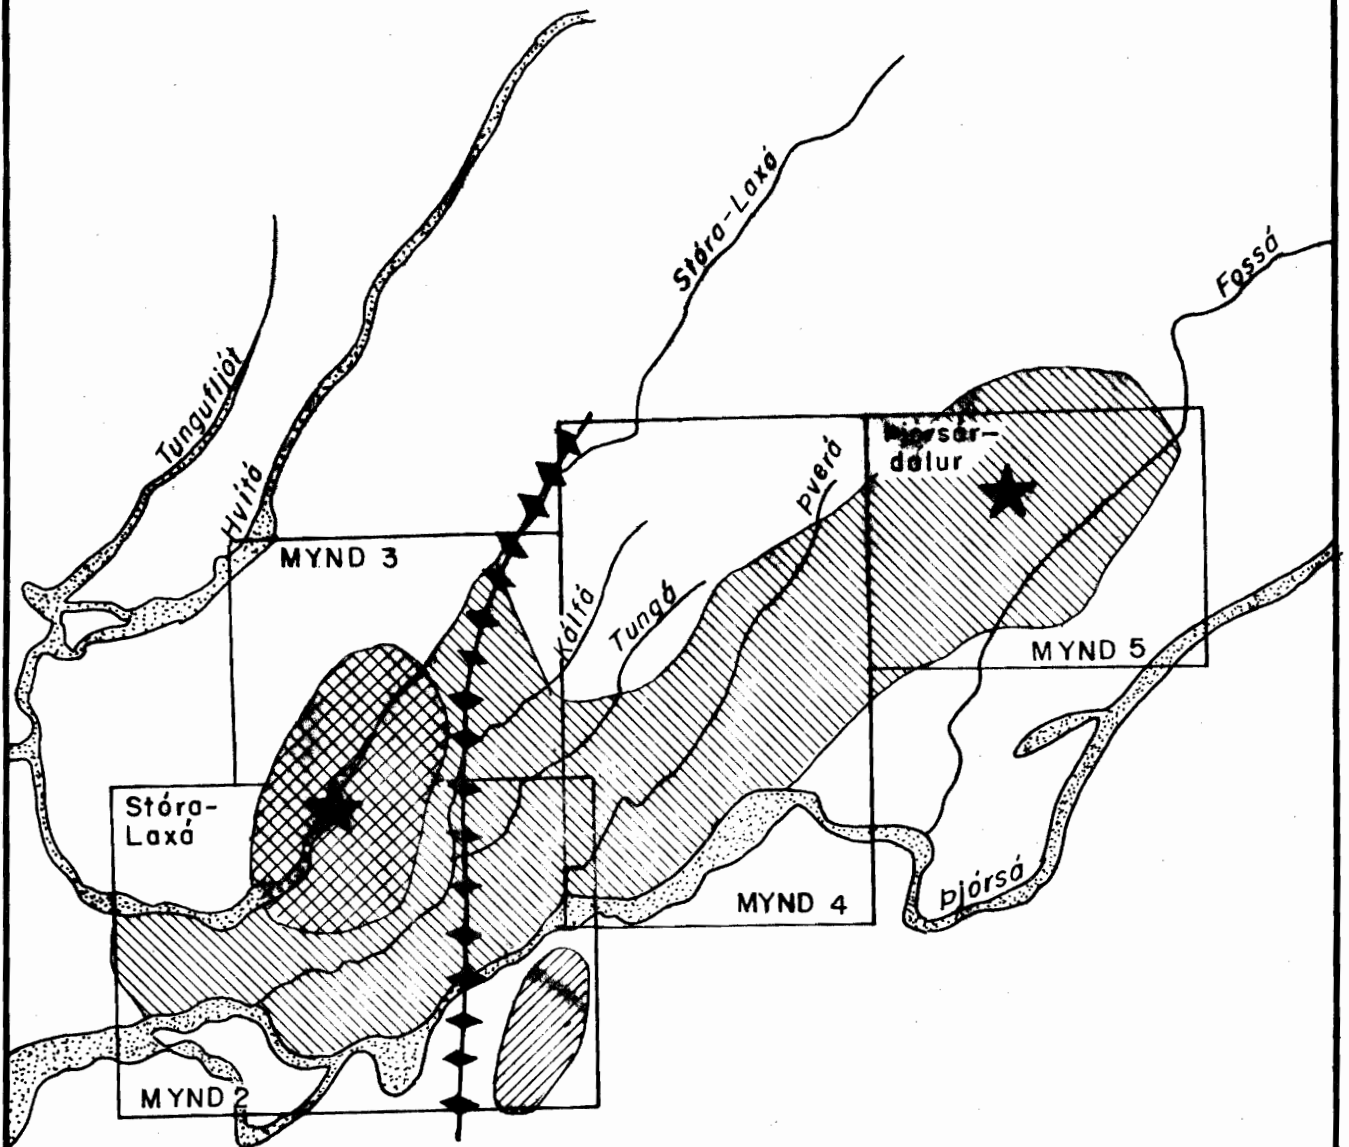 Stóra-Laxá
Fossá
Tungufljót
Þjórsár-
dalur
Þverá
Hvítá
MYND 3
Kálfá
Tungá
MYND 5
Stóra-
Laxá
Þjórsá
MYND 4
MYND 2